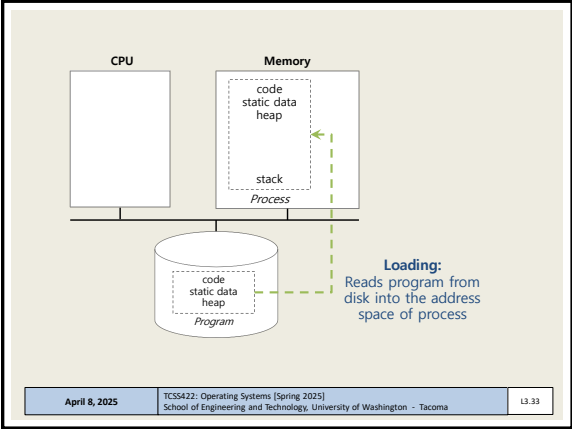 CPU
Memory
code
static data
heap
stack
Process
code
static data
heap
Program
Loading:
Reads program from
disk into the address
space of process
April 8, 2025
TCSS422: Operating Systems [Spring 2025]
School of Engineering and Technology, University of Washington - Tacoma
L3.33